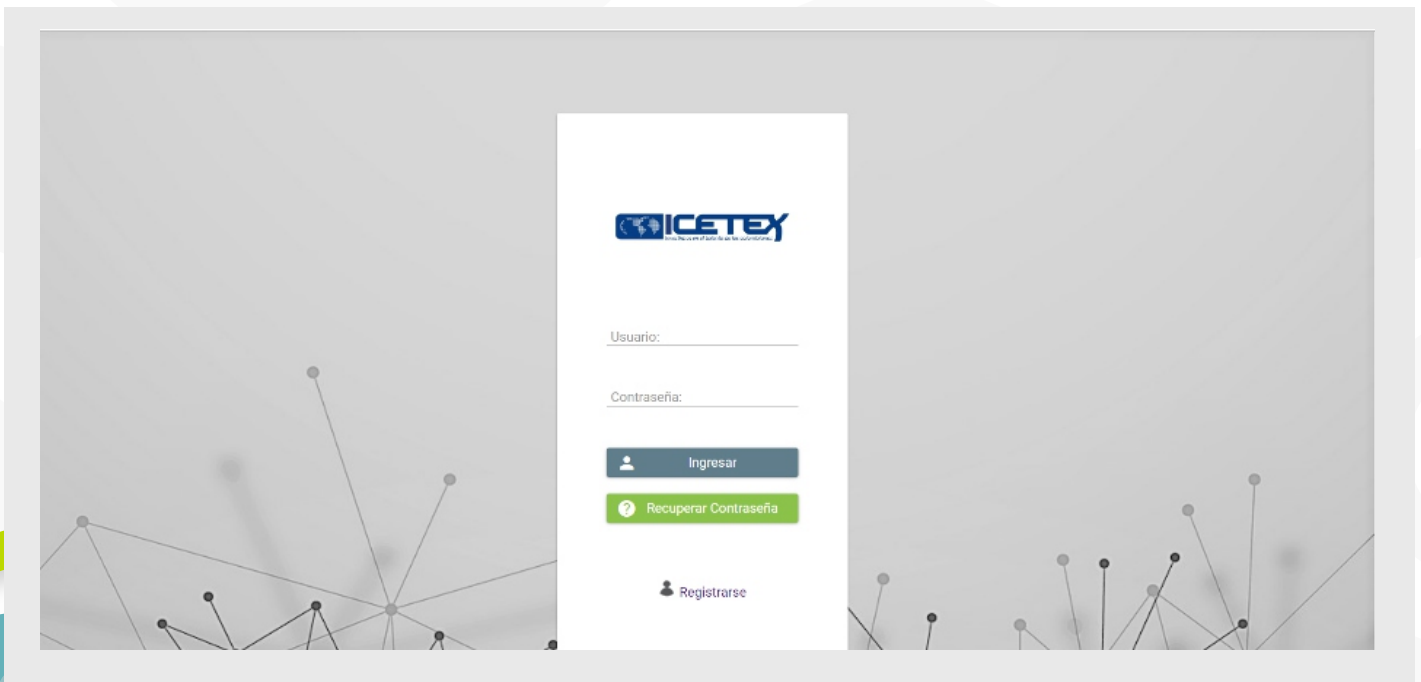 ICETEX
Usuario:
Contraseña:
Ingresar
Recuperar Contraseña
Registrarse